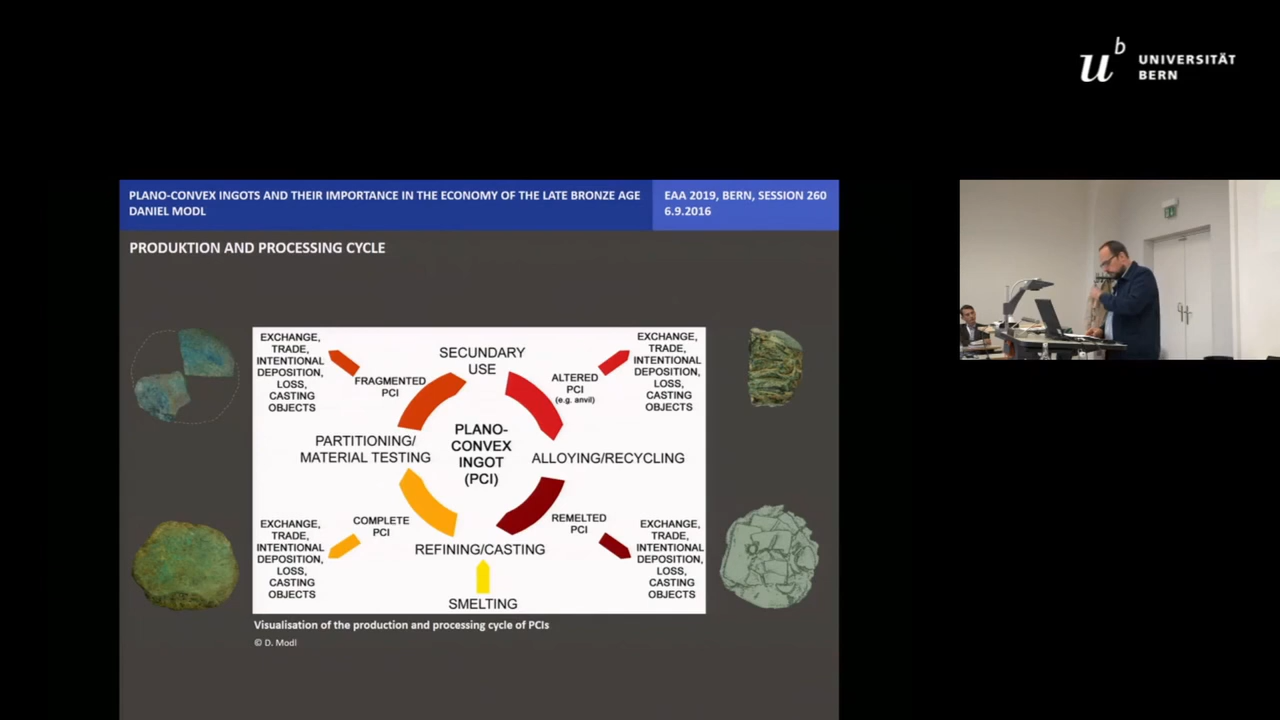 u^b UNIVERSITÄT
BERN
PLANO-CONVEX INGOTS AND THEIR IMPORTANCE IN THE ECONOMY OF THE LATE BRONZE AGE
DANIEL MODL
EAA 2019, BERN, SESSION 260
6.9.2016
PRODUKTION AND PROCESSING CYCLE
EXCHANGE,
TRADE,
INTENTIONAL
DEPOSITION,
LOSS,
CASTING
OBJECTS
FRAGMENTED
PCI
SECUNDARY
USE
ALTERED
PCI
(e.g. anvil)
EXCHANGE,
TRADE,
INTENTIONAL
DEPOSITION,
LOSS,
CASTING
OBJECTS
PARTITIONING/
MATERIAL TESTING
PLANO-
CONVEX
INGOT
(PCI)
ALLOYING/RECYCLING
EXCHANGE,
TRADE,
INTENTIONAL
DEPOSITION,
LOSS,
CASTING
OBJECTS
COMPLETE
PCI
REFINING/CASTING
REMELTED
PCI
EXCHANGE,
TRADE,
INTENTIONAL
DEPOSITION,
LOSS,
CASTING
OBJECTS
SMELTING
Visualisation of the production and processing cycle of PCIs
© D. Modl